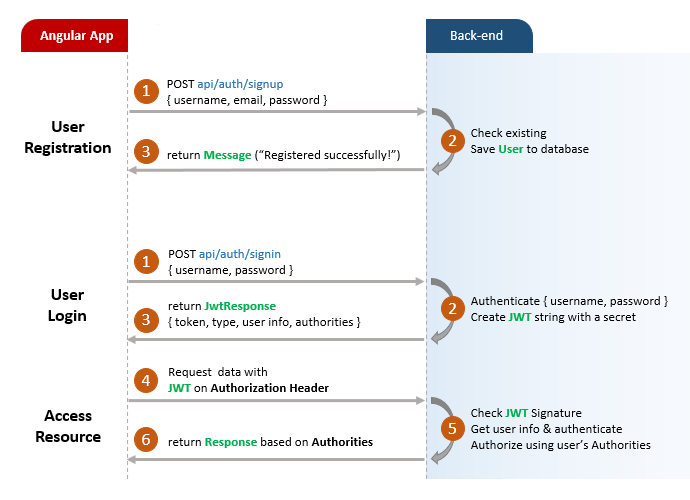 Angular App
Back-end
User
Registration
1
POST api/auth/signup
{ username, email, password }
2
Check existing
Save User to database
3
return Message (“Registered successfully!”)
User
Login
1
POST api/auth/signin
{ username, password }
2
Authenticate { username, password }
Create JWT string with a secret
3
return JwtResponse
{ token, type, user info, authorities }
Access
Resource
4
Request data with
JWT on Authorization Header
5
Check JWT Signature
Get user info & authenticate
Authorize using user’s Authorities
6
return Response based on Authorities